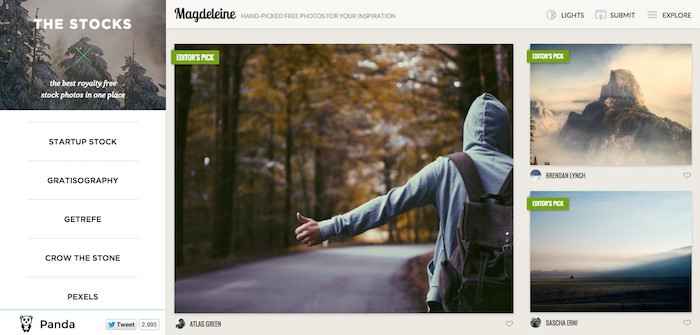 THE STOCKS
the best royalty free
stock photos in one place
STARTUP STOCK
GRATISOGRAPHY
GETREFE
CROW THE STONE
PEXELS
Panda
Tweet 2,995
Magdeleine HAND-PICKED FREE PHOTOS FOR YOUR INSPIRATION
LIGHTS SUBMIT EXPLORE
EDITOR'S PICK
ATLAS GREEN
EDITOR'S PICK
BRENDAN LYNCH
EDITOR'S PICK
SASCHA ERNI